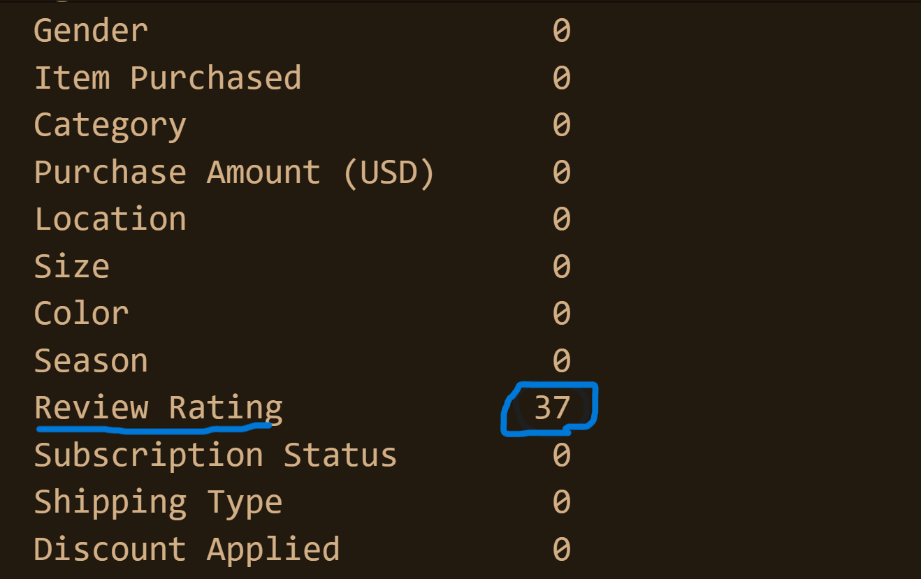 Gender 0
Item Purchased 0
Category 0
Purchase Amount (USD) 0
Location 0
Size 0
Color 0
Season 0
Review Rating 37
Subscription Status 0
Shipping Type 0
Discount Applied 0